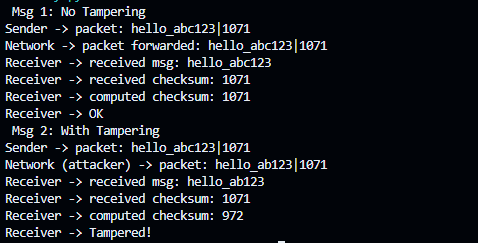 Msg 1: No Tampering
Sender -> packet: hello_abc123|1071
Network -> packet forwarded: hello_abc123|1071
Receiver -> received msg: hello_abc123
Receiver -> received checksum: 1071
Receiver -> computed checksum: 1071
Receiver -> OK
Msg 2: With Tampering
Sender -> packet: hello_abc123|1071
Network (attacker) -> packet: hello_ab123|1071
Receiver -> received msg: hello_ab123
Receiver -> received checksum: 1071
Receiver -> computed checksum: 972
Receiver -> Tampered!